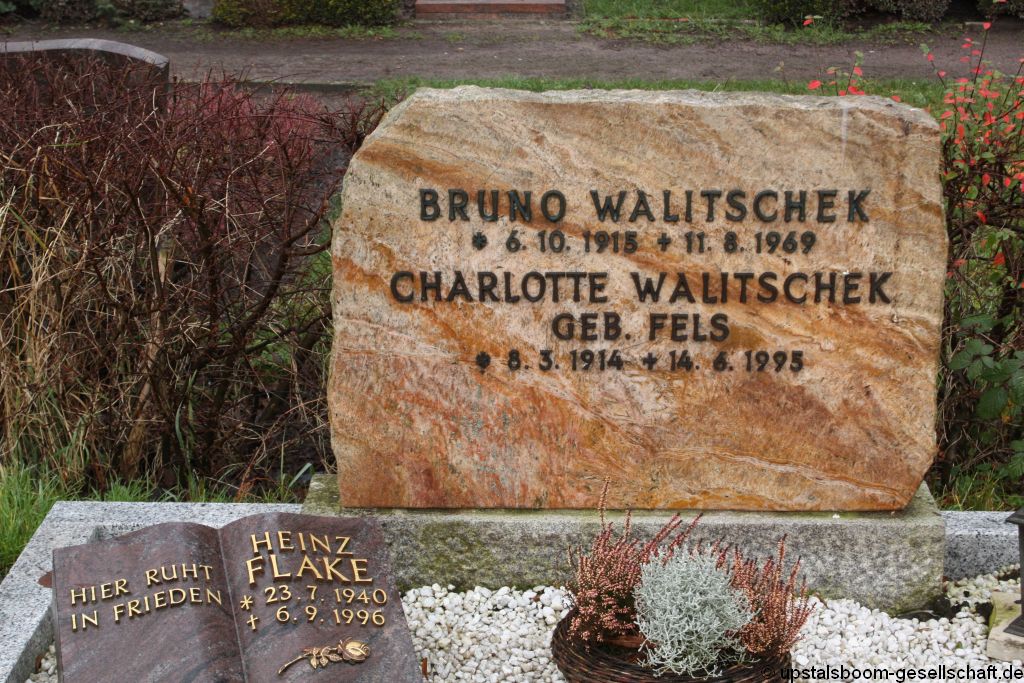 BRUNO WALITSCHEK
* 6. 10. 1915 + 11. 8. 1969
CHARLOTTE WALITSCHEK
GEB. FELS
* 8. 3. 1914 + 14. 6. 1995
HIER RUHT
IN FRIEDEN
HEINZ
FLAKE
* 23. 7. 1940
+ 6. 9. 1996
© upstalsboom-gesellschaft.de